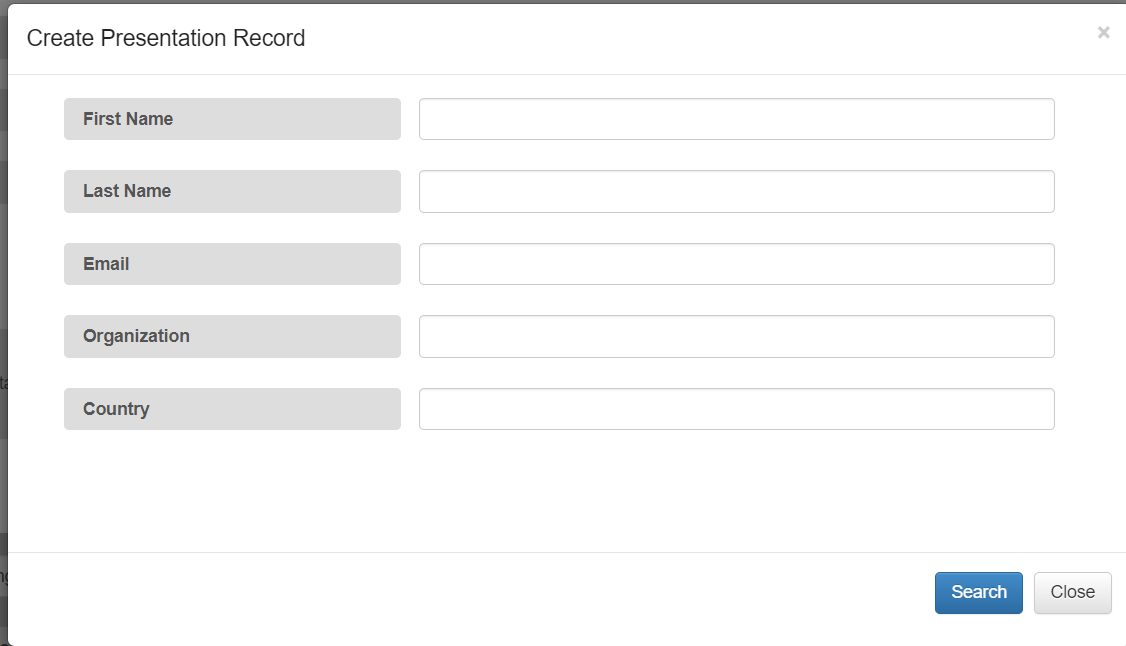 Create Presentation Record
×
First Name
Last Name
Email
Organization
Country
Search Close